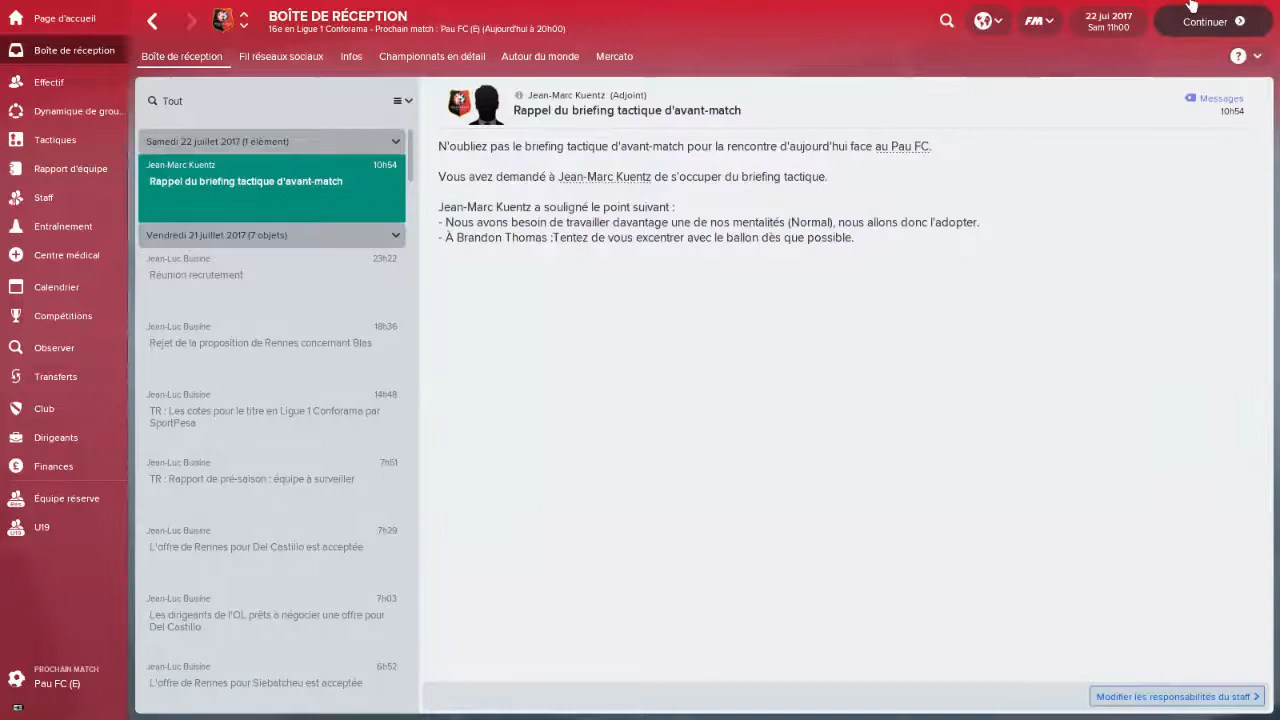 Page d'accueil
Boîte de réception
Effectif
Dynamique de grou...
Tactiques
Rapport d'équipe
Staff
Entraînement
Centre médical
Calendrier
Compétitions
Observer
Transferts
Club
Dirigeants
Finances
Équipe réserve
U19
PROCHAIN MATCH
Pau FC (E)
BOÎTE DE RÉCEPTION
16e en Ligue 1 Conforama - Prochain match : Pau FC (E) (Aujourd'hui à 20h00)
FM
22 jui 2017
Sam 11h00
Continuer
Boîte de réception
Fil réseaux sociaux
Infos
Championnats en détail
Autour du monde
Mercato
?
Tout
Samedi 22 juillet 2017 (1 élément)
Jean-Marc Kuentz 10h54
Rappel du briefing tactique d'avant-match
Vendredi 21 juillet 2017 (7 objets)
Jean-Luc Buisine 23h22
Réunion recrutement
Jean-Luc Buisine 18h36
Rejet de la proposition de Rennes concernant Blas
Jean-Luc Buisine 14h48
TR : Les cotes pour le titre en Ligue 1 Conforama par
SportPesa
Jean-Luc Buisine 7h51
TR : Rapport de pré-saison : équipe à surveiller
Jean-Luc Buisine 7h29
L'offre de Rennes pour Del Castillo est acceptée
Jean-Luc Buisine 7h03
Les dirigeants de l'OL prêts à négocier une offre pour
Del Castillo
Jean-Luc Buisine 6h52
L'offre de Rennes pour Siebatcheu est acceptée
Jean-Marc Kuentz (Adjoint)
Rappel du briefing tactique d'avant-match
Messages
10h54
N'oubliez pas le briefing tactique d'avant-match pour la rencontre d'aujourd'hui face au Pau FC.
Vous avez demandé à Jean-Marc Kuentz de s'occuper du briefing tactique.
Jean-Marc Kuentz a souligné le point suivant :
- Nous avons besoin de travailler davantage une de nos mentalités (Normal), nous allons donc l'adopter.
- À Brandon Thomas :Tentez de vous excentrer avec le ballon dès que possible.
Modifier les responsabilités du staff